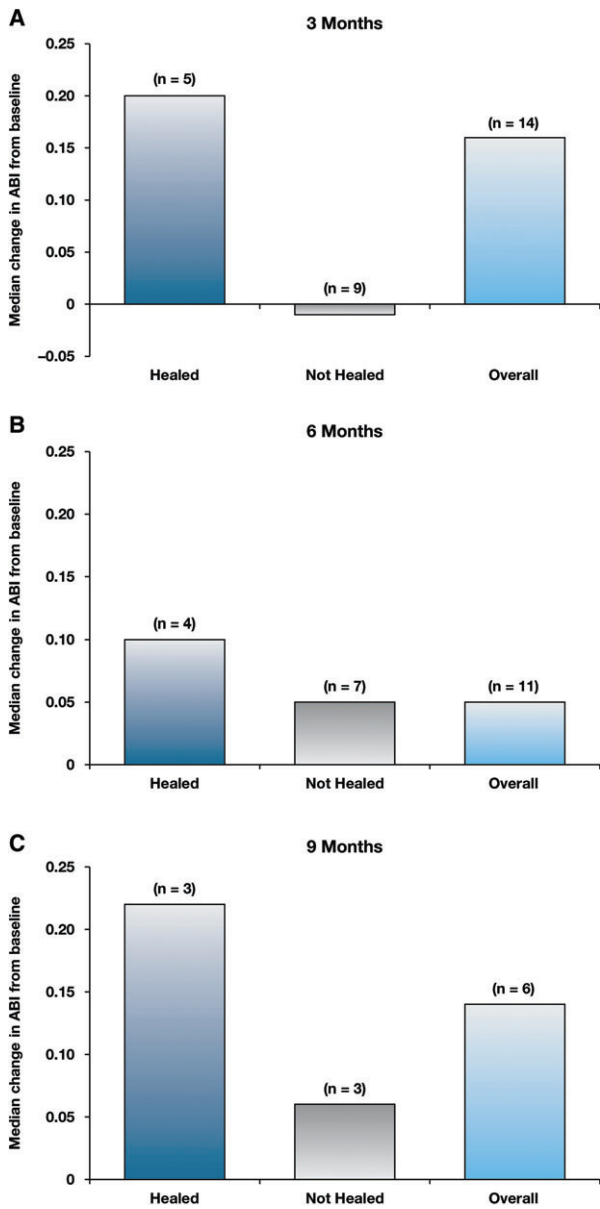 A
3 Months
Median change in ABI from baseline
0.25
0.20
0.15
0.10
0.05
0
–0.05
(n = 5)
(n = 9)
(n = 14)
Healed
Not Healed
Overall
B
6 Months
Median change in ABI from baseline
0.25
0.20
0.15
0.10
0.05
0
(n = 4)
(n = 7)
(n = 11)
Healed
Not Healed
Overall
C
9 Months
Median change in ABI from baseline
0.25
0.20
0.15
0.10
0.05
0
(n = 3)
(n = 3)
(n = 6)
Healed
Not Healed
Overall